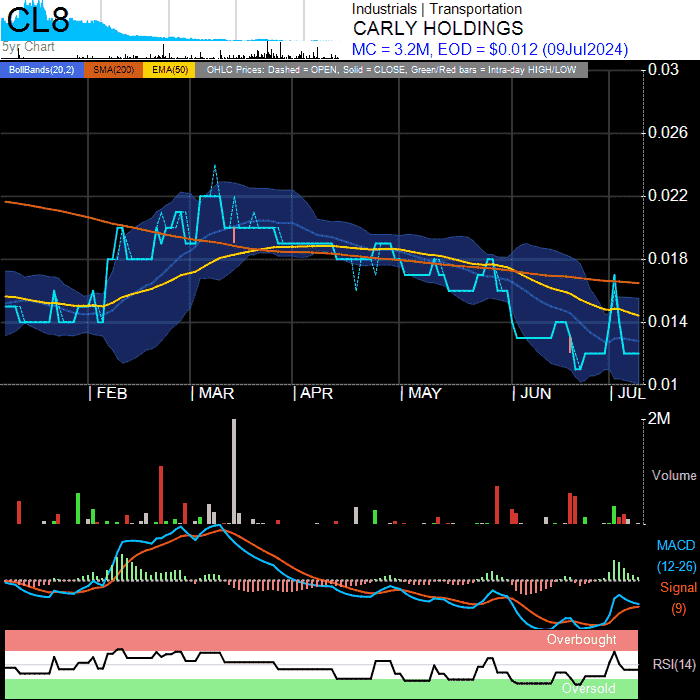 CL8
5yr Chart
Industrials | Transportation
CARLY HOLDINGS
MC = 3.2M, EOD = $0.012 (09Jul2024)
BollBands(20,2) SMA(200) EMA(50) OHLC Prices: Dashed = OPEN, Solid = CLOSE, Green/Red bars = Intra-day HIGH/LOW
0.03
0.026
0.022
0.018
0.014
0.01
| FEB | MAR | APR | MAY | JUN | JUL
2M
Volume
MACD
(12-26)
Signal
(9)
Overbought
RSI(14)
Oversold